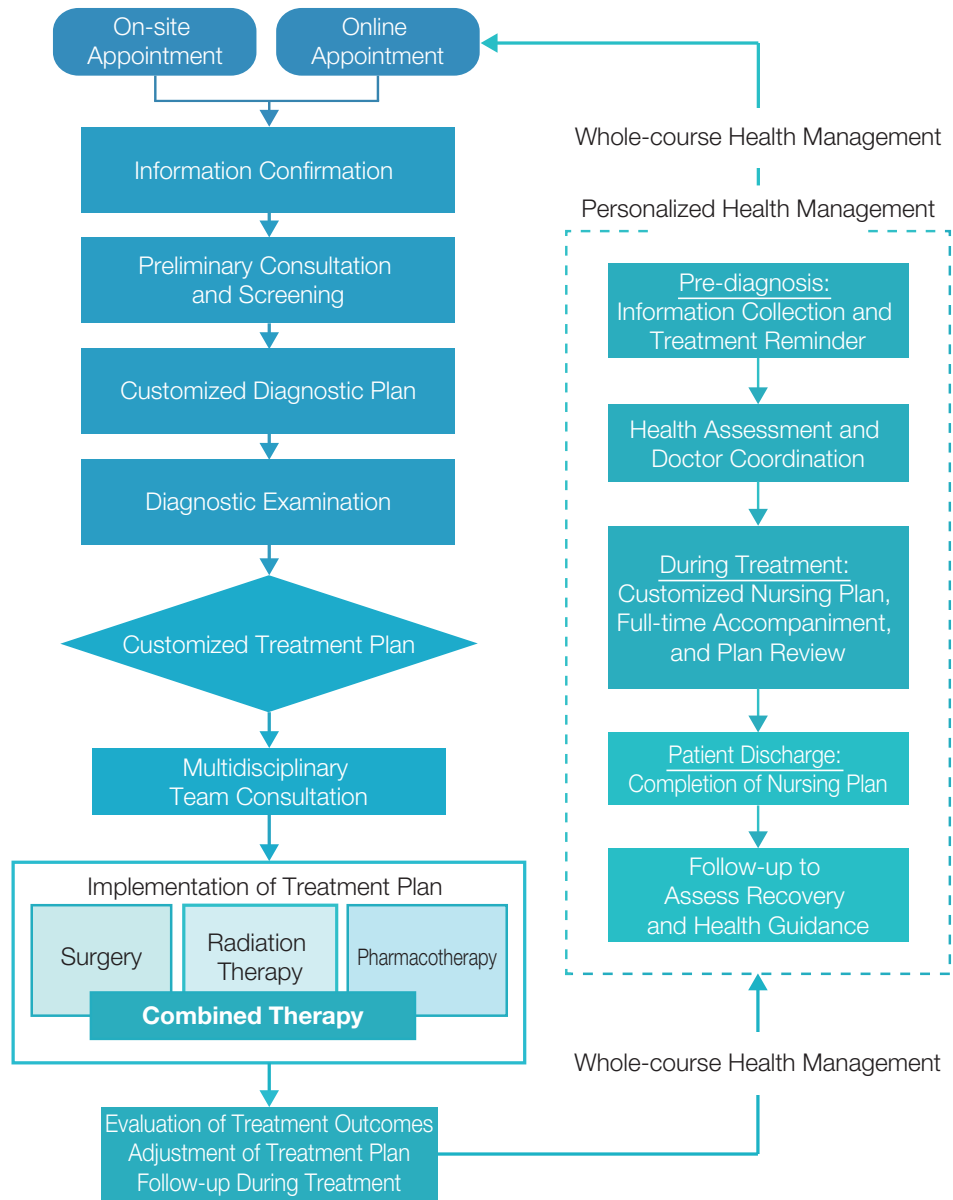 On-site
Appointment
Online
Appointment
Information Confirmation
Preliminary Consultation
and Screening
Customized Diagnostic Plan
Diagnostic Examination
Customized Treatment Plan
Multidisciplinary
Team Consultation
Implementation of Treatment Plan
Surgery
Radiation
Therapy
Pharmacotherapy
Combined Therapy
Evaluation of Treatment Outcomes
Adjustment of Treatment Plan
Follow-up During Treatment
Whole-course Health Management
Personalized Health Management
Pre-diagnosis:
Information Collection and
Treatment Reminder
Health Assessment and
Doctor Coordination
During Treatment:
Customized Nursing Plan,
Full-time Accompaniment,
and Plan Review
Patient Discharge:
Completion of Nursing Plan
Follow-up to
Assess Recovery
and Health Guidance
Whole-course Health Management